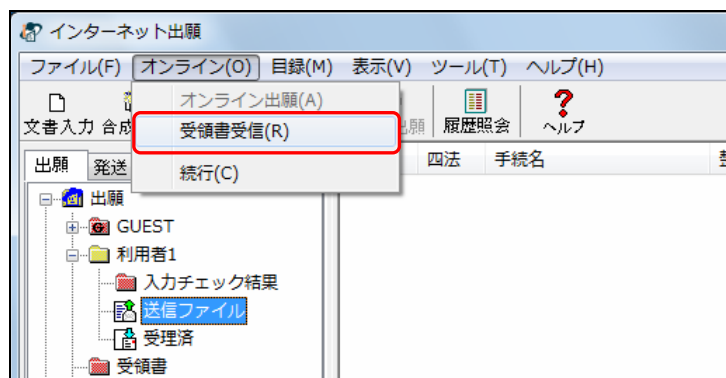 インターネット出願
ファイル(F) オンライン(O) 目録(M) 表示(V) ツール(T) ヘルプ(H)
オンライン出願(A)
受領書受信(R)
続行(C)
文書入力 合成 履歴照会 ヘルプ
出願 発送 四法 手続名
出願
GUEST
利用者1
入力チェック結果
送信ファイル
受理済
受領書